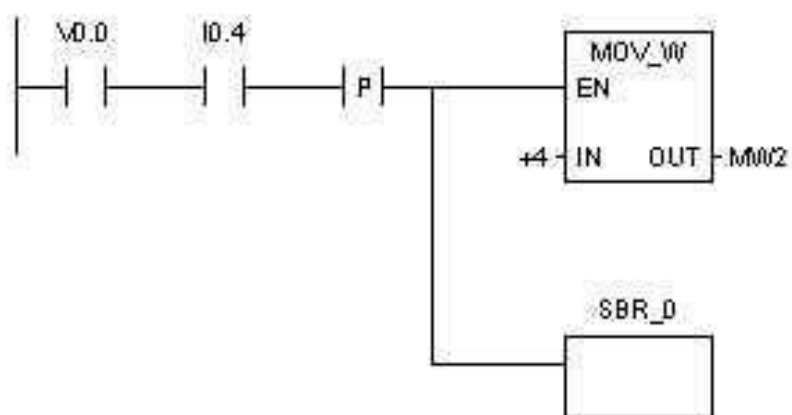 V0.0 I0.4
P
MOV_W
EN
+4 IN OUT MW2
SBR_0